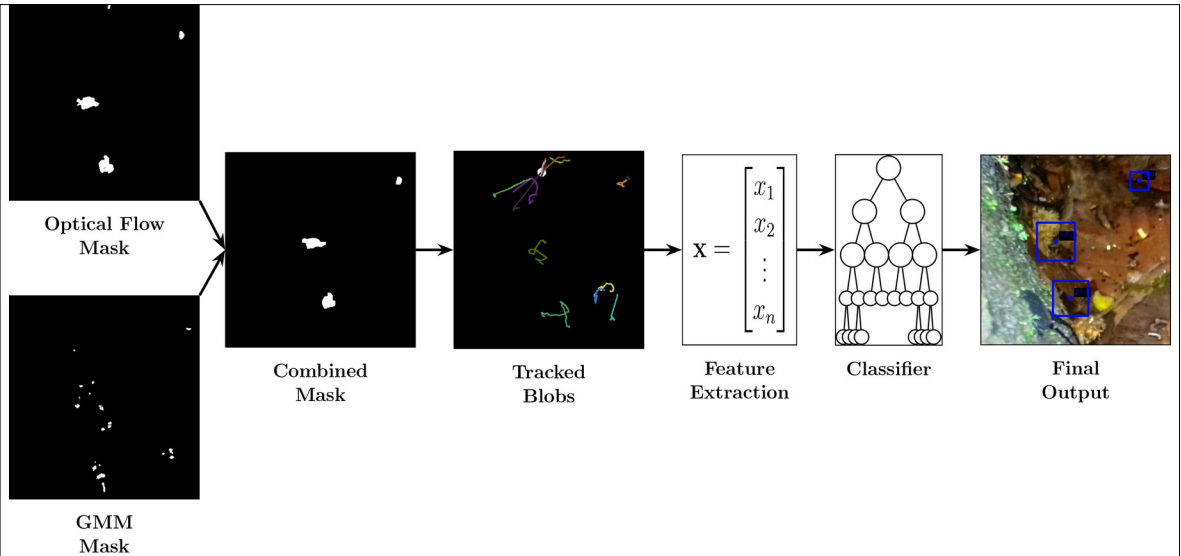 Optical Flow
Mask
GMM
Mask
Combined
Mask
Tracked
Blobs
x =
x₁
x₂
⋮
xₙ
Feature
Extraction
Classifier
Final
Output